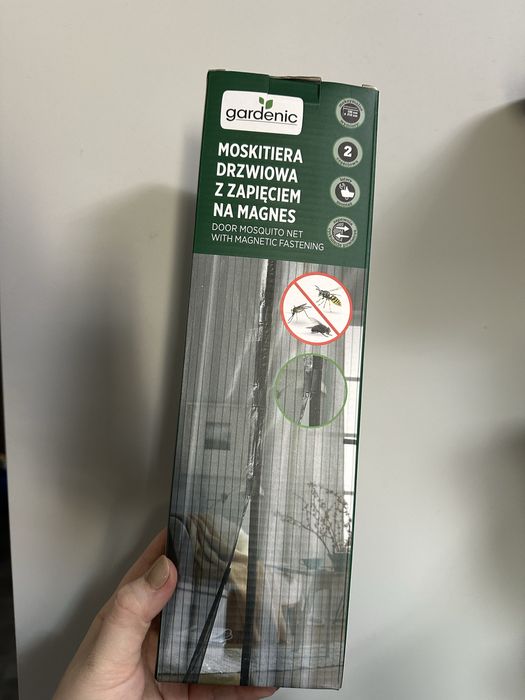 gardenic
MOSKITIERA
DRZWIOWA
Z ZAPIĘCIEM
NA MAGNES
DOOR MOSQUITO NET
WITH MAGNETIC FASTENING
2